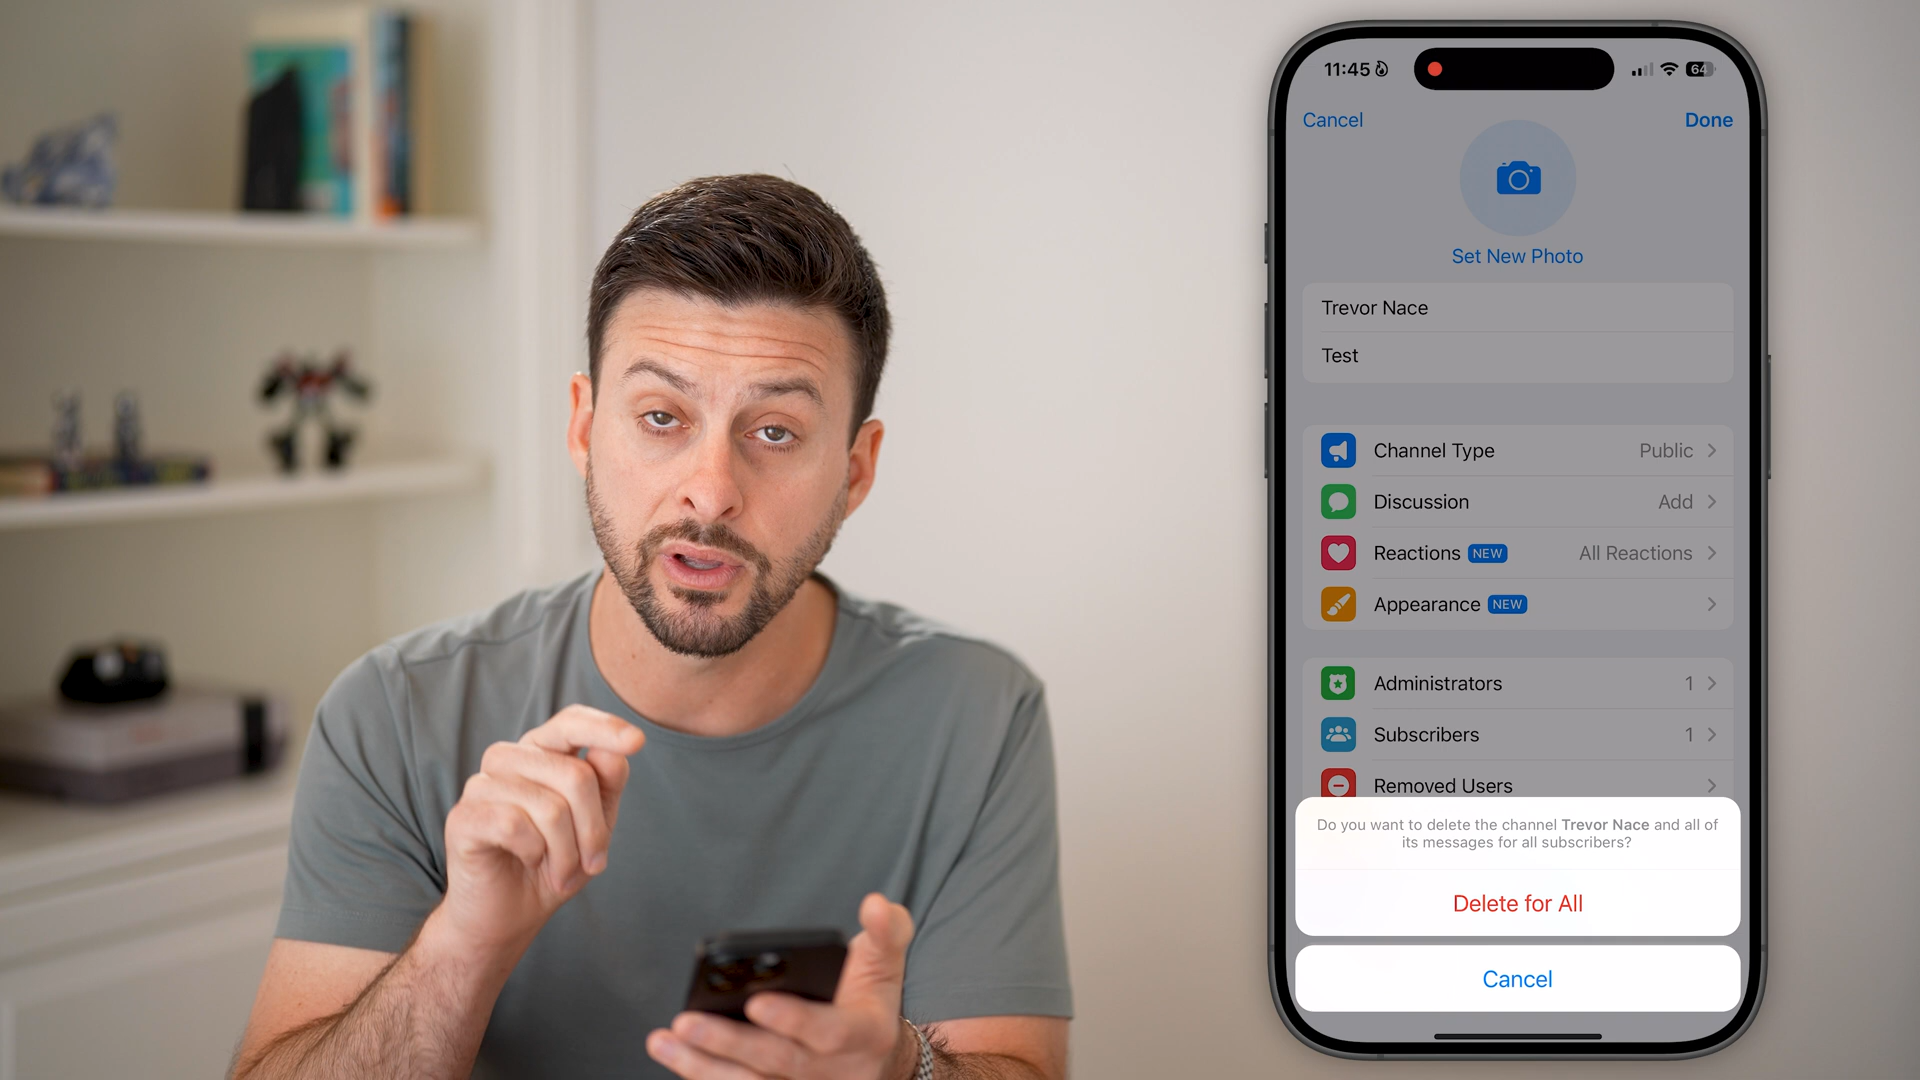 11:45
64
Cancel
Done
Set New Photo
Trevor Nace
Test
Channel Type Public
Discussion Add
Reactions NEW All Reactions
Appearance NEW
Administrators 1
Subscribers 1
Removed Users
Do you want to delete the channel Trevor Nace and all of
its messages for all subscribers?
Delete for All
Cancel